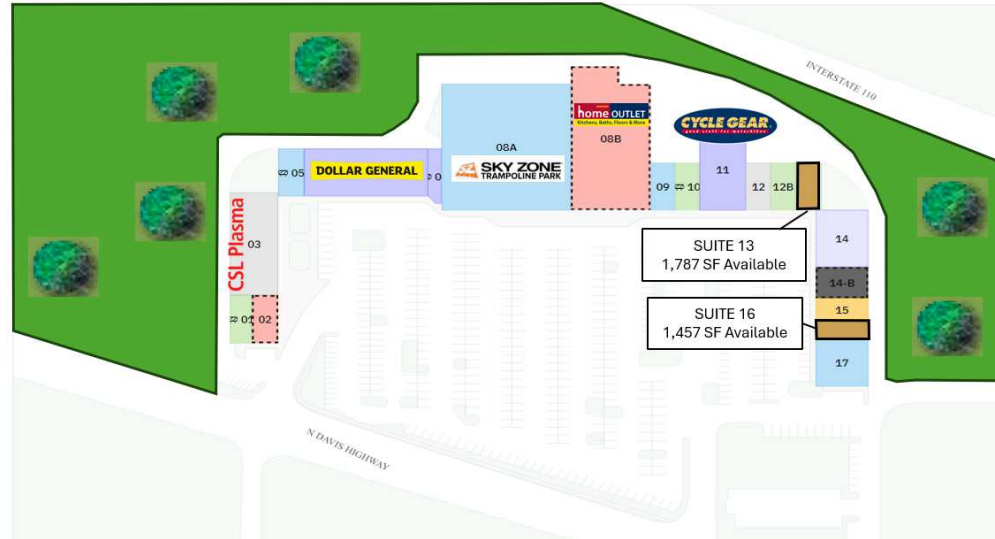 INTERSTATE 110
home OUTLET
Kitchens, Baths, Floors & More
CYCLE GEAR
08A
08B
DOLLAR GENERAL
SKY ZONE
TRAMPOLINE PARK
05
0
09
10
11
12
12B
CSL Plasma
03
SUITE 13
1,787 SF Available
14
14-B
01
02
SUITE 16
1,457 SF Available
15
17
N DAVIS HIGHWAY